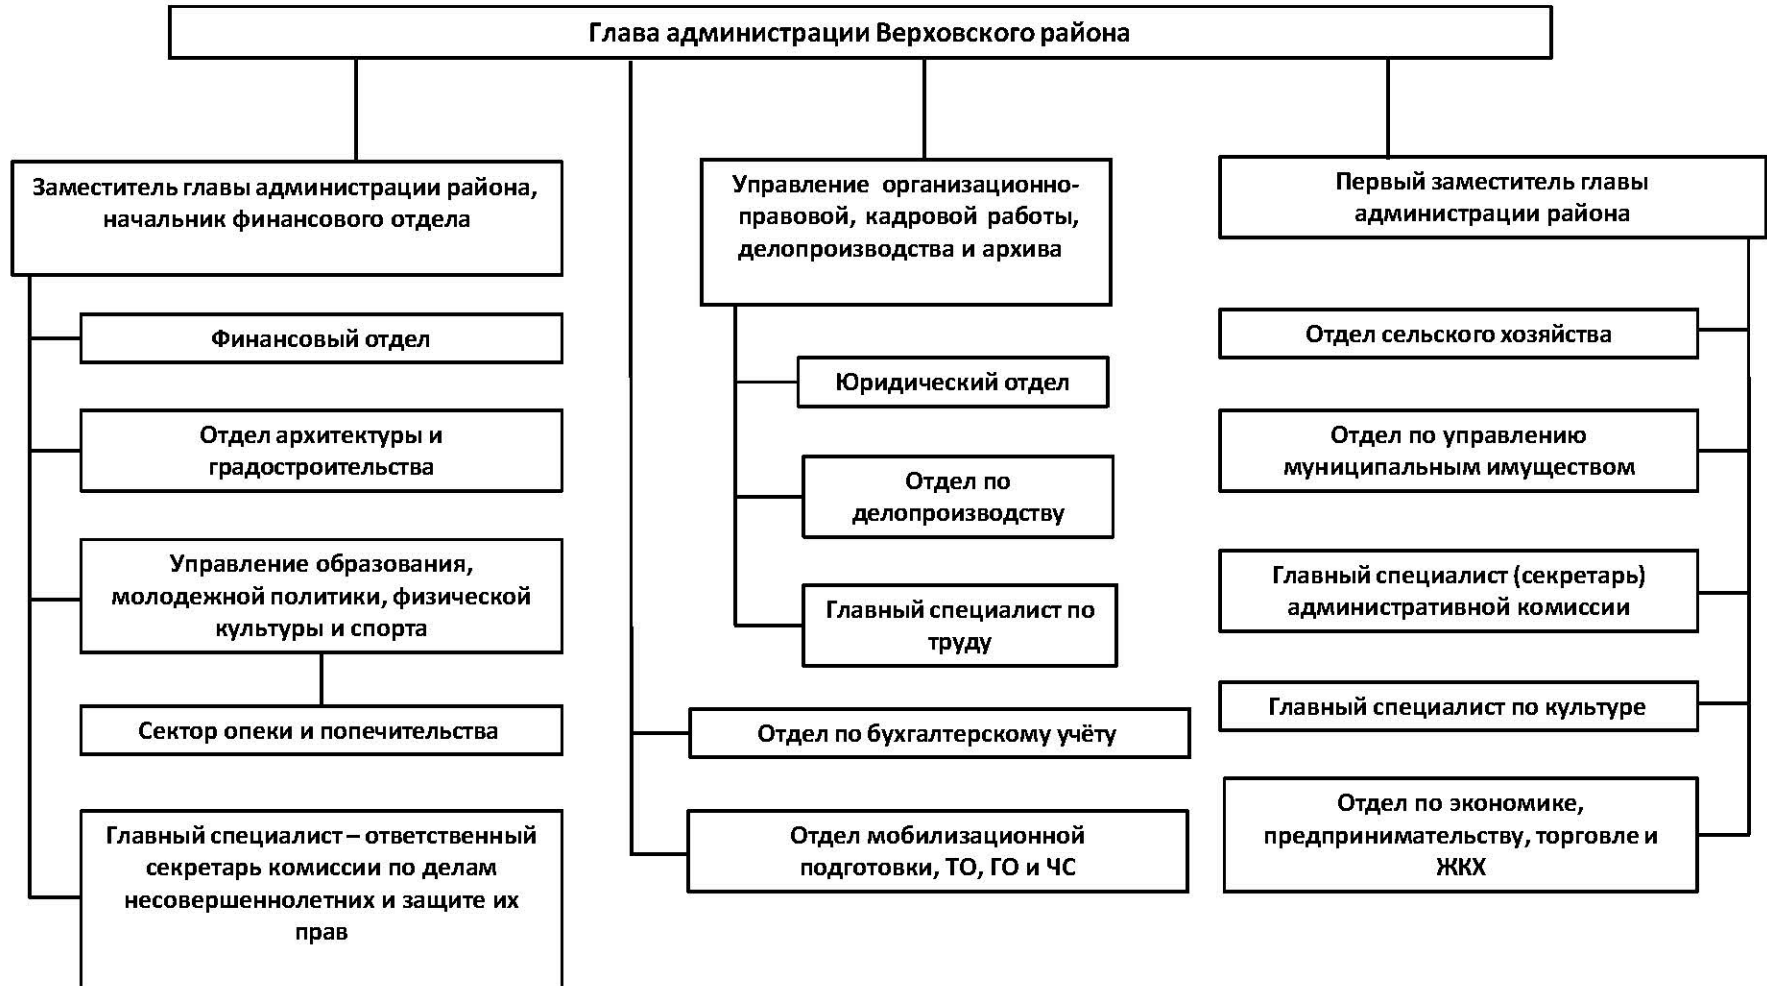 Глава администрации Верховского района
Заместитель главы администрации района,
начальник финансового отдела
Финансовый отдел
Отдел архитектуры и
градостроительства
Управление образования,
молодежной политики, физической
культуры и спорта
Сектор опеки и попечительства
Главный специалист – ответственный
секретарь комиссии по делам
несовершеннолетних и защите их
прав
Управление организационно-
правовой, кадровой работы,
делопроизводства и архива
Юридический отдел
Отдел по
делопроизводству
Главный специалист по
труду
Отдел по бухгалтерскому учёту
Отдел мобилизационной
подготовки, ТО, ГО и ЧС
Первый заместитель главы
администрации района
Отдел сельского хозяйства
Отдел по управлению
муниципальным имуществом
Главный специалист (секретарь)
административной комиссии
Главный специалист по культуре
Отдел по экономике,
предпринимательству, торговле и
ЖКХ